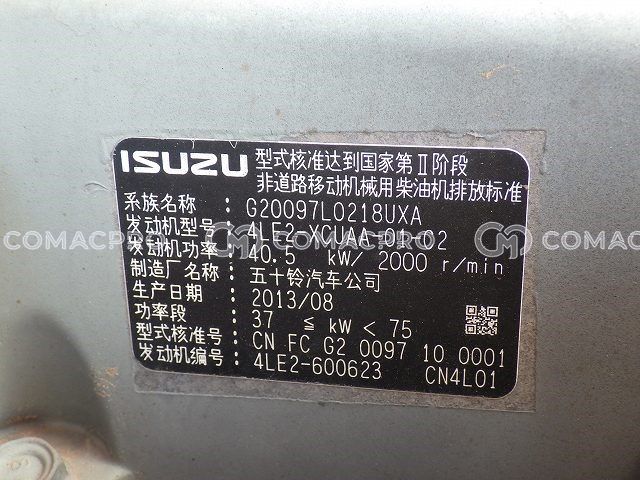 ISUZU 型式核准达到国家第Ⅱ阶段
非道路移动机械用柴油机排放标准
系族名称 : G20097L0218UXA
发动机型号 : 4LE2-XCUAA-01-02
发动机功率 : 40.5 kW/ 2000 r/min
制造厂名称 : 五十铃汽车公司
生产日期 : 2013/08
功率段 : 37 ≦ kW < 75
型式核准号 : CN FC G2 0097 10 0001
发动机编号 : 4LE2-600623 CN4L01
COMACPRO COMACPRO COMACPRO